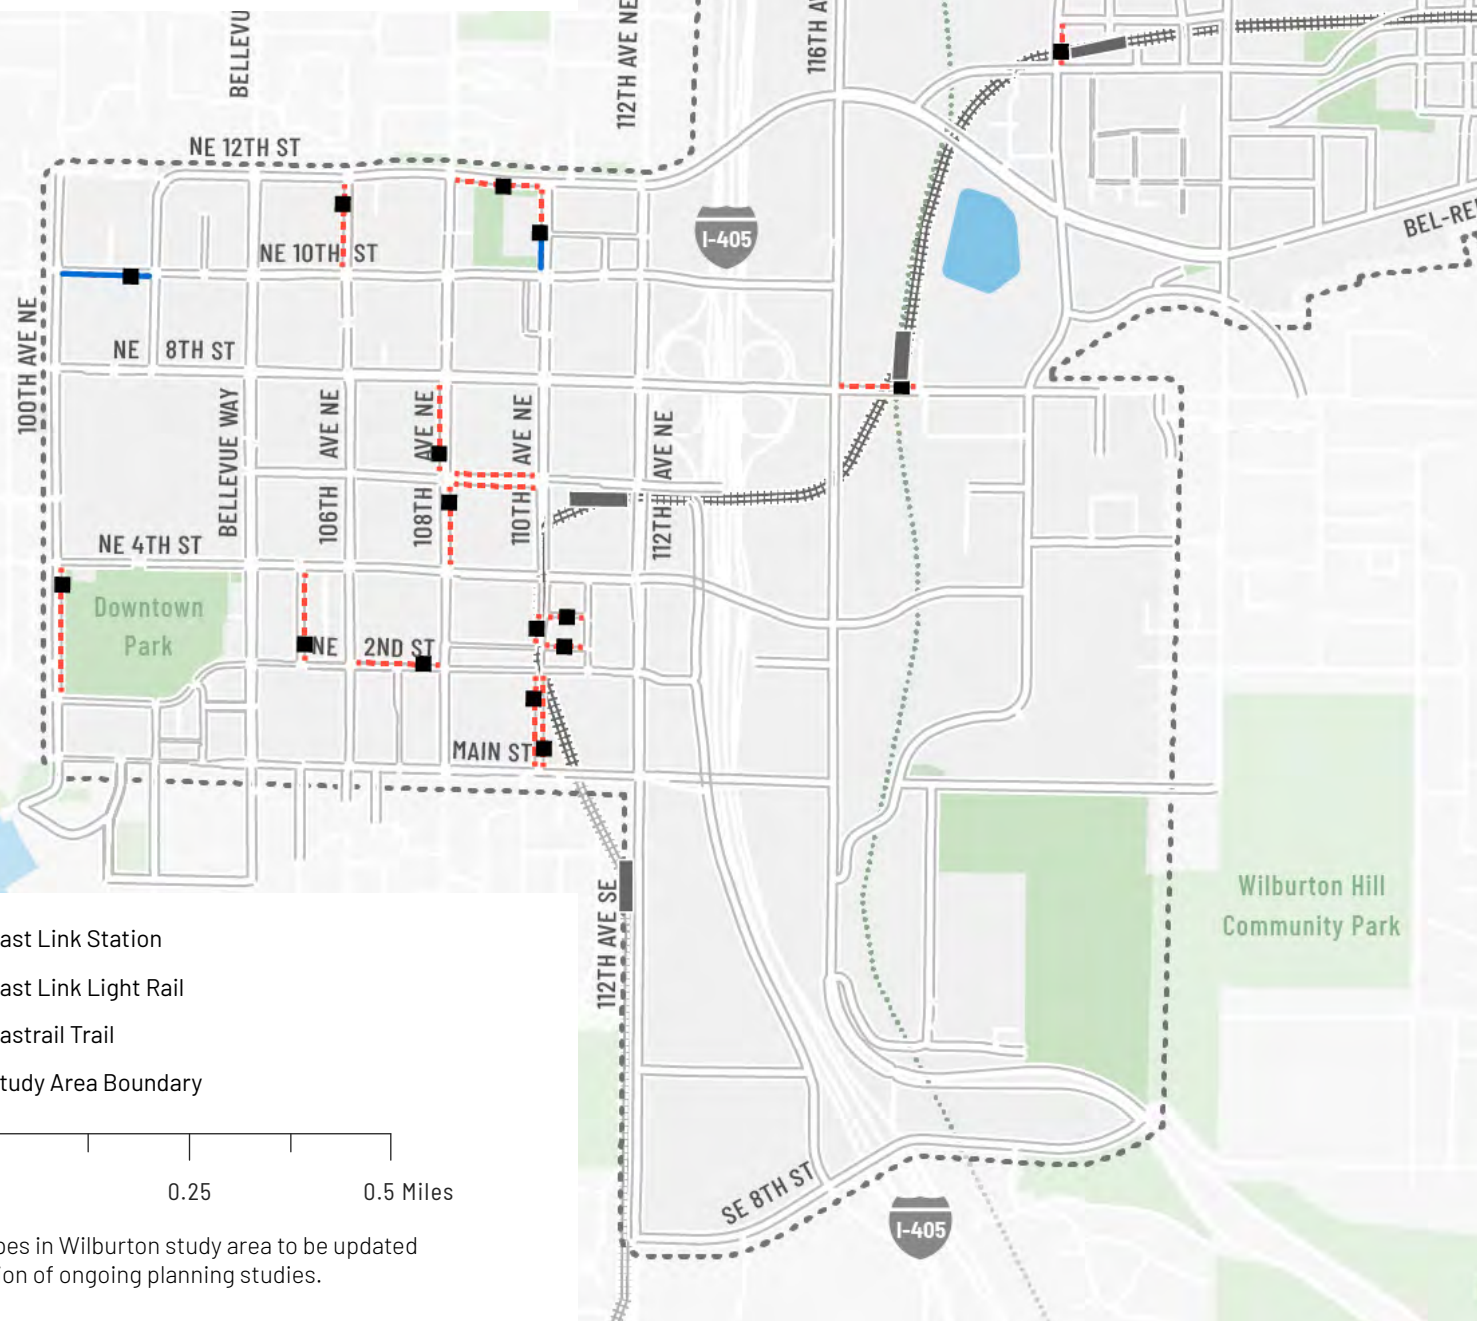 BELLEVU
112TH AVE NE
116TH A
NE 12TH ST
I-405
NE 10TH ST
BEL-RE
100TH AVE NE
NE 8TH ST
BELLEVUE WAY
106TH AVE NE
108TH AVE NE
110TH AVE NE
112TH AVE NE
NE 4TH ST
Downtown
Park
NE 2ND ST
MAIN ST
112TH AVE SE
Wilburton Hill
Community Park
ast Link Station
ast Link Light Rail
astrail Trail
tudy Area Boundary
0.25 0.5 Miles
SE 8TH ST
I-405
pes in Wilburton study area to be updated
ion of ongoing planning studies.